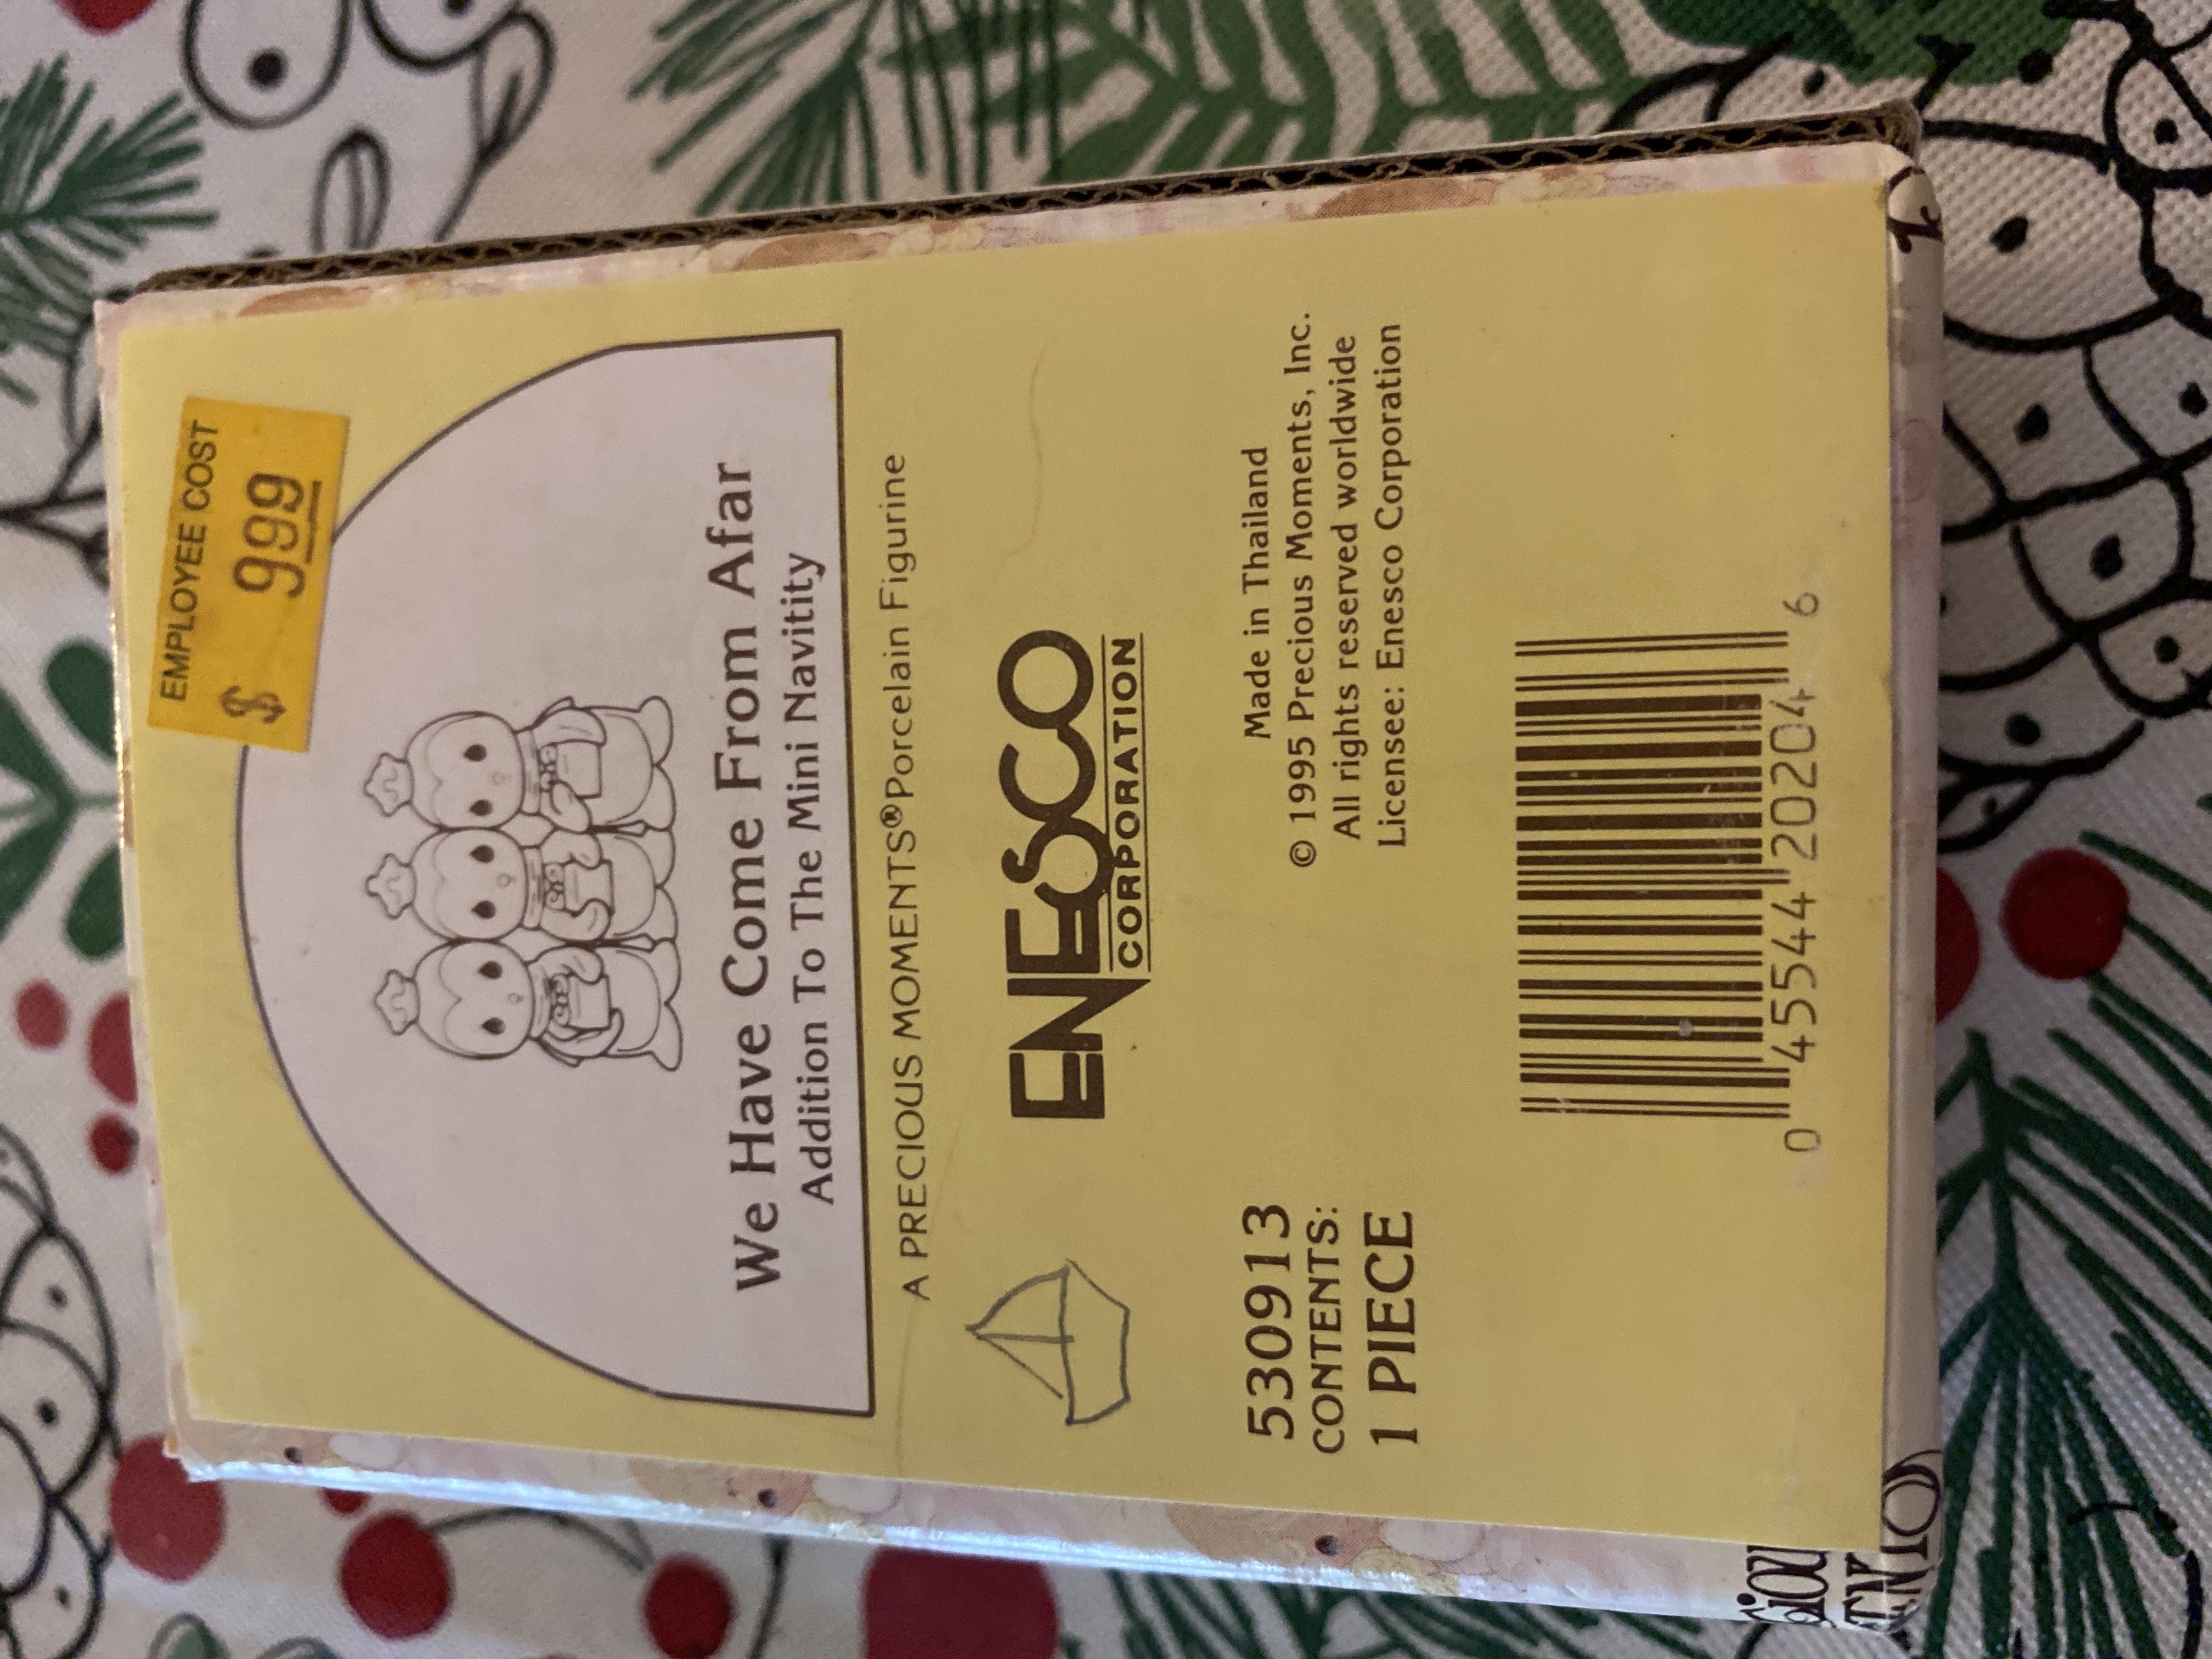 EMPLOYEE COST
$ 9.99
We Have Come From Afar
Addition To The Mini Navitity
A PRECIOUS MOMENTS® Porcelain Figurine
ENESCO
CORPORATION
530913
CONTENTS:
1 PIECE
Made in Thailand
© 1995 Precious Moments, Inc.
All rights reserved worldwide
Licensee: Enesco Corporation
0 45544 20204 6